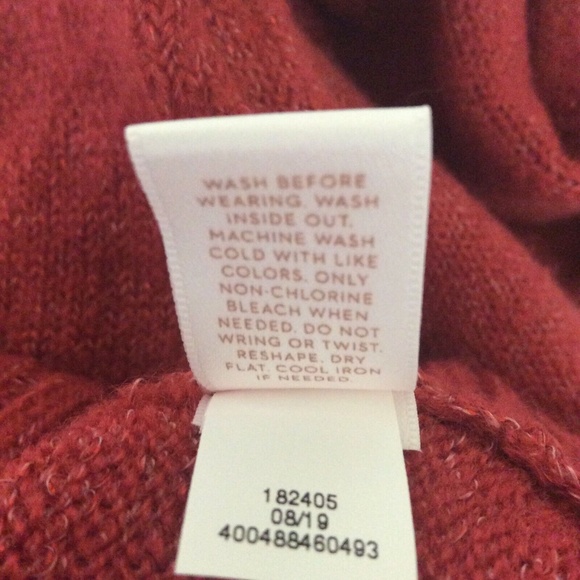 WASH BEFORE
WEARING. WASH
INSIDE OUT.
MACHINE WASH
COLD WITH LIKE
COLORS. ONLY
NON-CHLORINE
BLEACH WHEN
NEEDED. DO NOT
WRING OR TWIST.
RESHAPE. DRY
FLAT. COOL IRON
IF NEEDED.
182405
08/19
400488460493